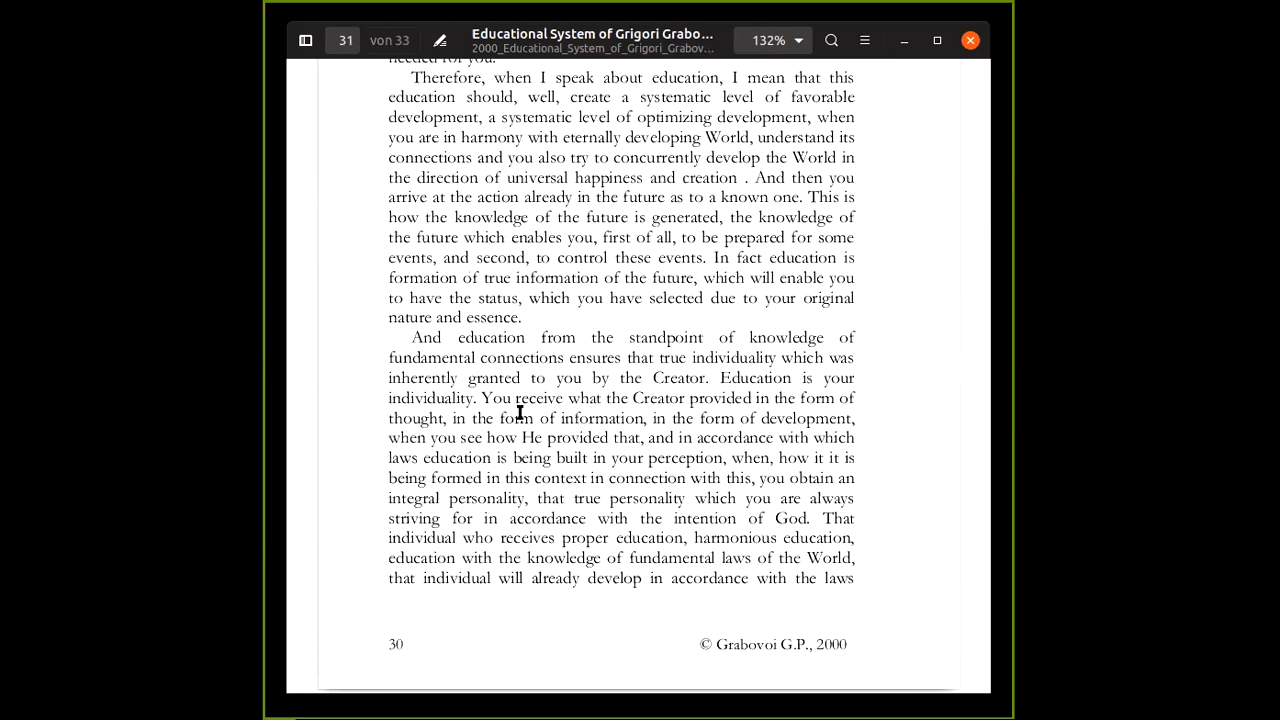 31 von 33
Educational System of Grigori Grabo...
2000_Educational_System_of_Grigori_Grabov...
132%
needed for you.
Therefore, when I speak about education, I mean that this
education should, well, create a systematic level of favorable
development, a systematic level of optimizing development, when
you are in harmony with eternally developing World, understand its
connections and you also try to concurrently develop the World in
the direction of universal happiness and creation . And then you
arrive at the action already in the future as to a known one. This is
how the knowledge of the future is generated, the knowledge of
the future which enables you, first of all, to be prepared for some
events, and second, to control these events. In fact education is
formation of true information of the future, which will enable you
to have the status, which you have selected due to your original
nature and essence.
And education from the standpoint of knowledge of
fundamental connections ensures that true individuality which was
inherently granted to you by the Creator. Education is your
individuality. You receive what the Creator provided in the form of
thought, in the form of information, in the form of development,
when you see how He provided that, and in accordance with which
laws education is being built in your perception, when, how it it is
being formed in this context in connection with this, you obtain an
integral personality, that true personality which you are always
striving for in accordance with the intention of God. That
individual who receives proper education, harmonious education,
education with the knowledge of fundamental laws of the World,
that individual will already develop in accordance with the laws
30 © Grabovoi G.P., 2000